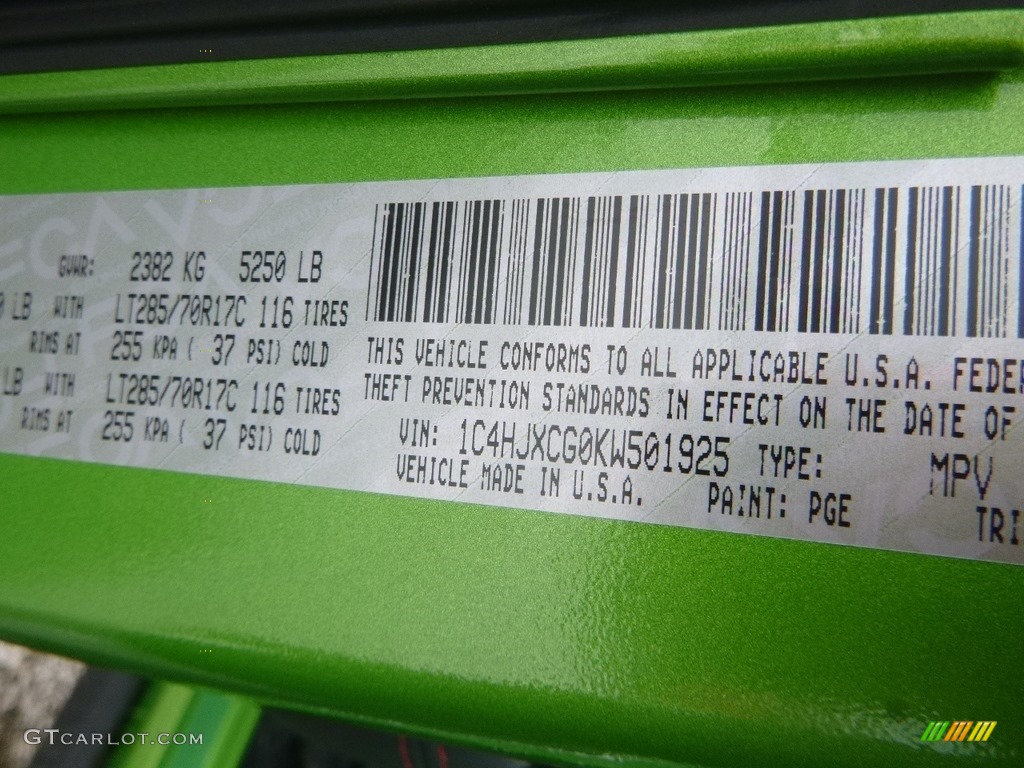 GVWR: 2382 KG 5250 LB
0 LB WITH LT285/70R17C 116 TIRES
RIMS AT 255 KPA ( 37 PSI) COLD
LB WITH LT285/70R17C 116 TIRES
RIMS AT 255 KPA ( 37 PSI) COLD
THIS VEHICLE CONFORMS TO ALL APPLICABLE U.S.A. FEDER
THEFT PREVENTION STANDARDS IN EFFECT ON THE DATE OF
VIN: 1C4HJXCG0KW501925 TYPE: MPV
VEHICLE MADE IN U.S.A. PAINT: PGE
TRI
GTCARLOT.COM